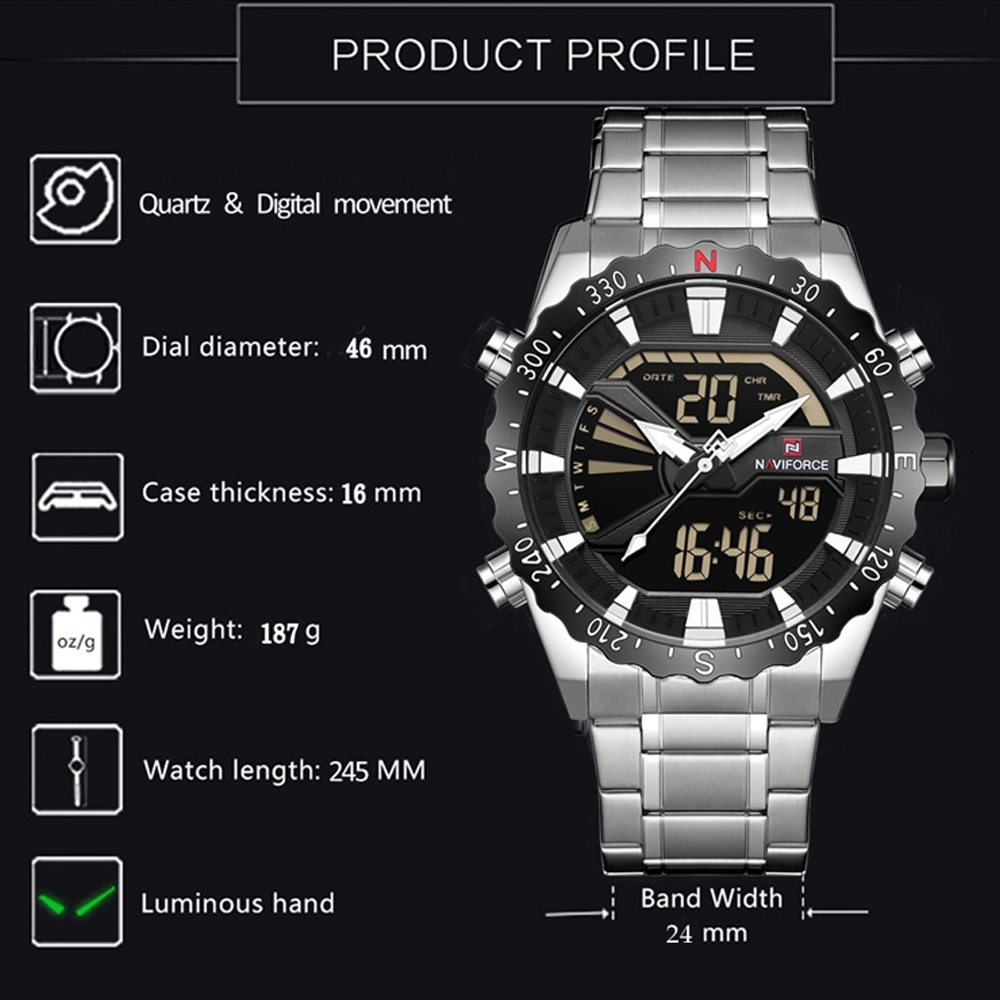 PRODUCT PROFILE
Quartz & Digital movement
Dial diameter: 46 mm
Case thickness: 16 mm
oz/g
Weight: 187 g
Watch length: 245 MM
Luminous hand
N
330
30
300
60
DATE 20 CHR
TMR
S
F
T
W
T
M
S
W
E
NAVIFORCE
48
SEC▸
16:46
240
120
210
150
S
Band Width
24 mm